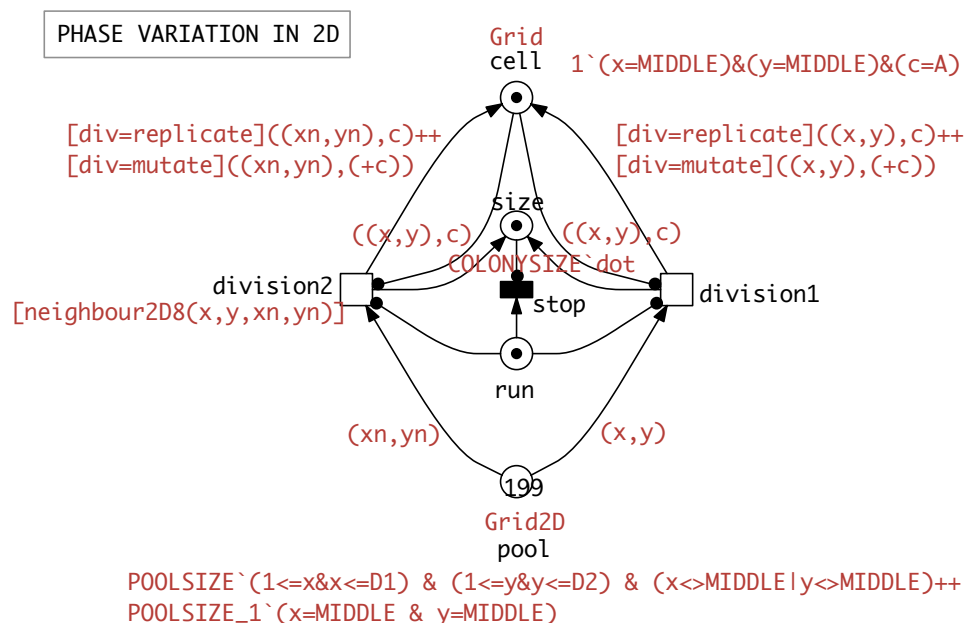 PHASE VARIATION IN 2D
Grid
cell
1`(x=MIDDLE)&(y=MIDDLE)&(c=A)
[div=replicate]((xn,yn),c)++
[div=mutate]((xn,yn),(+c))
[div=replicate]((x,y),c)++
[div=mutate]((x,y),(+c))
size
((x,y),c)
((x,y),c)
COLONYSIZE`dot
division2
[neighbour2D8(x,y,xn,yn)]
stop
division1
run
(xn,yn)
(x,y)
199
Grid2D
pool
POOLSIZE`(1<=x&x<=D1) & (1<=y&y<=D2) & (x<>MIDDLE|y<>MIDDLE)++
POOLSIZE_1`(x=MIDDLE & y=MIDDLE)